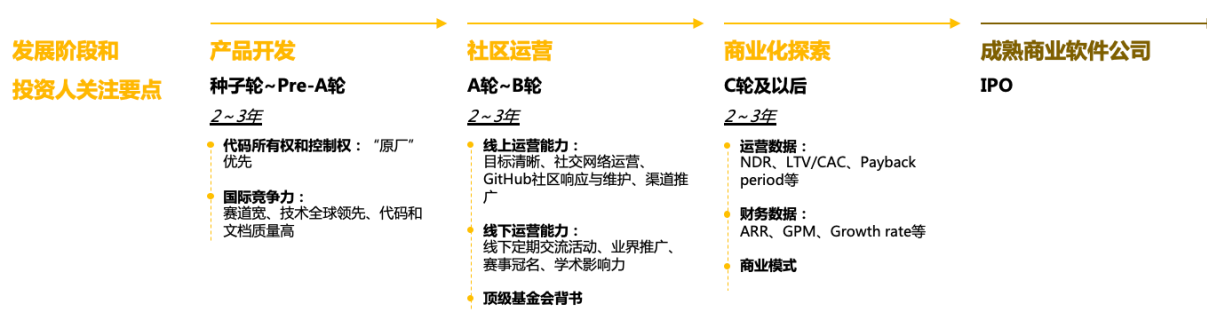 发展阶段和
投资人关注要点
产品开发
种子轮~Pre-A轮
2~3年
代码所有权和控制权：“原厂”
优先
国际竞争力：
赛道宽、技术全球领先、代码和
文档质量高
社区运营
A轮~B轮
2~3年
线上运营能力：
目标清晰、社交网络运营、
GitHub社区响应与维护、渠道推
广
线下运营能力：
线下定期交流活动、业界推广、
赛事冠名、学术影响力
顶级基金会背书
商业化探索
C轮及以后
2~3年
运营数据：
NDR、LTV/CAC、Payback
period等
财务数据：
ARR、GPM、Growth rate等
商业模式
成熟商业软件公司
IPO